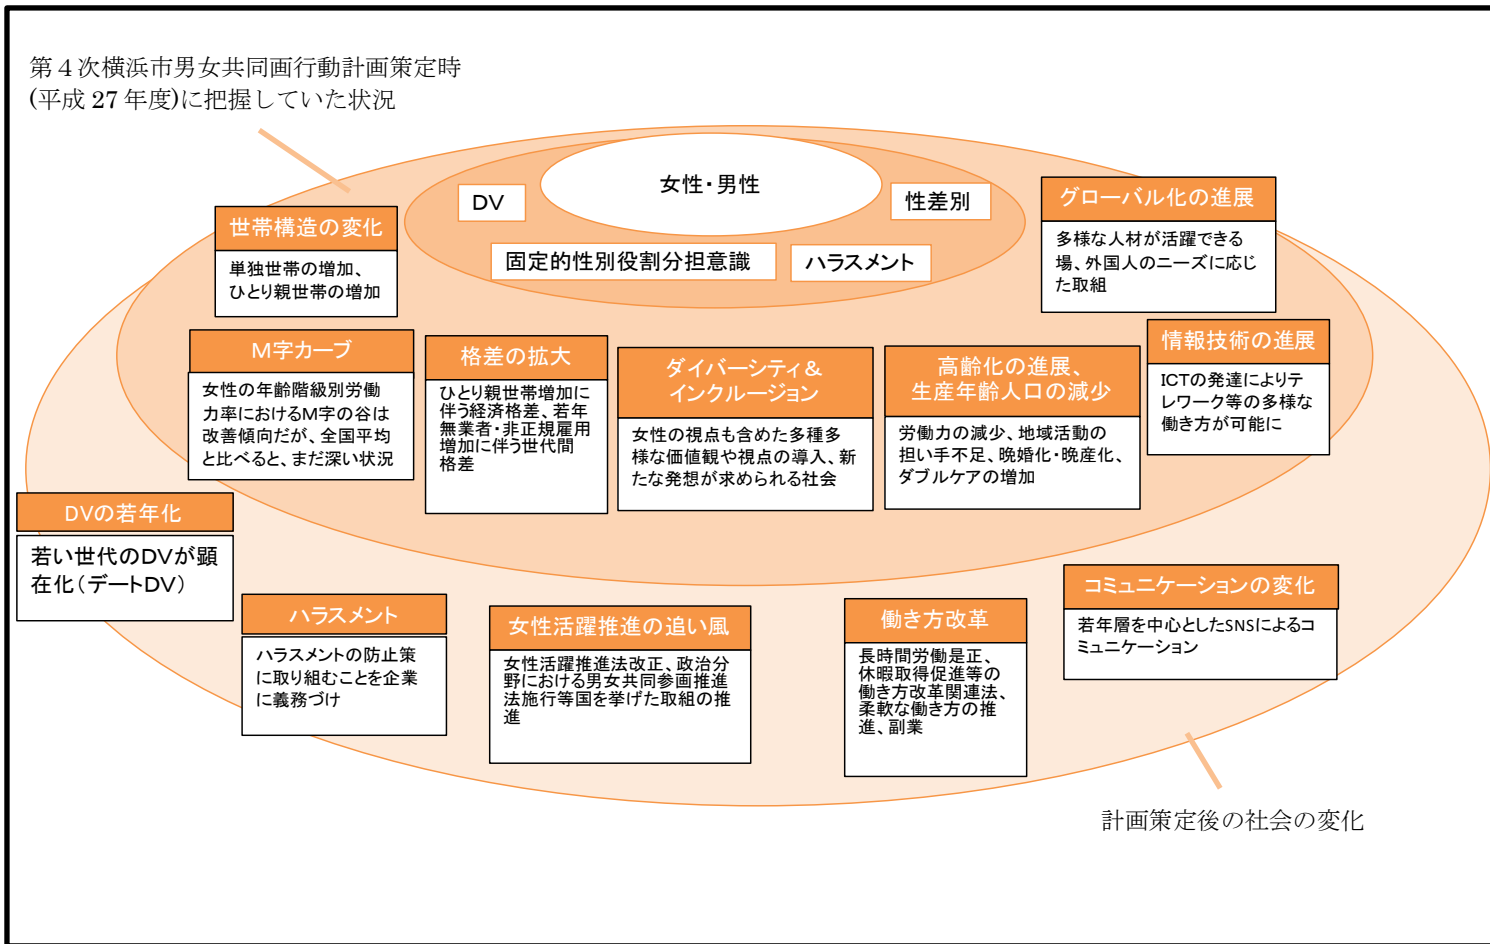 第４次横浜市男女共同画行動計画策定時
(平成 27 年度)に把握していた状況
女性・男性
DV
性差別
固定的性別役割分担意識
ハラスメント
世帯構造の変化
単独世帯の増加、
ひとり親世帯の増加
グローバル化の進展
多様な人材が活躍できる
場、外国人のニーズに応じ
た取組
M字カーブ
女性の年齢階級別労働
力率におけるM字の谷は
改善傾向だが、全国平均
と比べると、まだ深い状況
格差の拡大
ひとり親世帯増加に
伴う経済格差、若年
無業者・非正規雇用
増加に伴う世代間
格差
ダイバーシティ＆
インクルージョン
女性の視点も含めた多種多
様な価値観や視点の導入、新
たな発想が求められる社会
高齢化の進展、
生産年齢人口の減少
労働力の減少、地域活動の
担い手不足、晩婚化・晩産化、
ダブルケアの増加
情報技術の進展
ICTの発達によりテ
レワーク等の多様な
働き方が可能に
DVの若年化
若い世代のDVが顕
在化（デートDV）
ハラスメント
ハラスメントの防止策
に取り組むことを企業
に義務づけ
女性活躍推進の追い風
女性活躍推進法改正、政治分
野における男女共同参画推進
法施行等国を挙げた取組の推
進
働き方改革
長時間労働是正、
休暇取得促進等の
働き方改革関連法、
柔軟な働き方の推
進、副業
コミュニケーションの変化
若年層を中心としたSNSによるコ
ミュニケーション
計画策定後の社会の変化